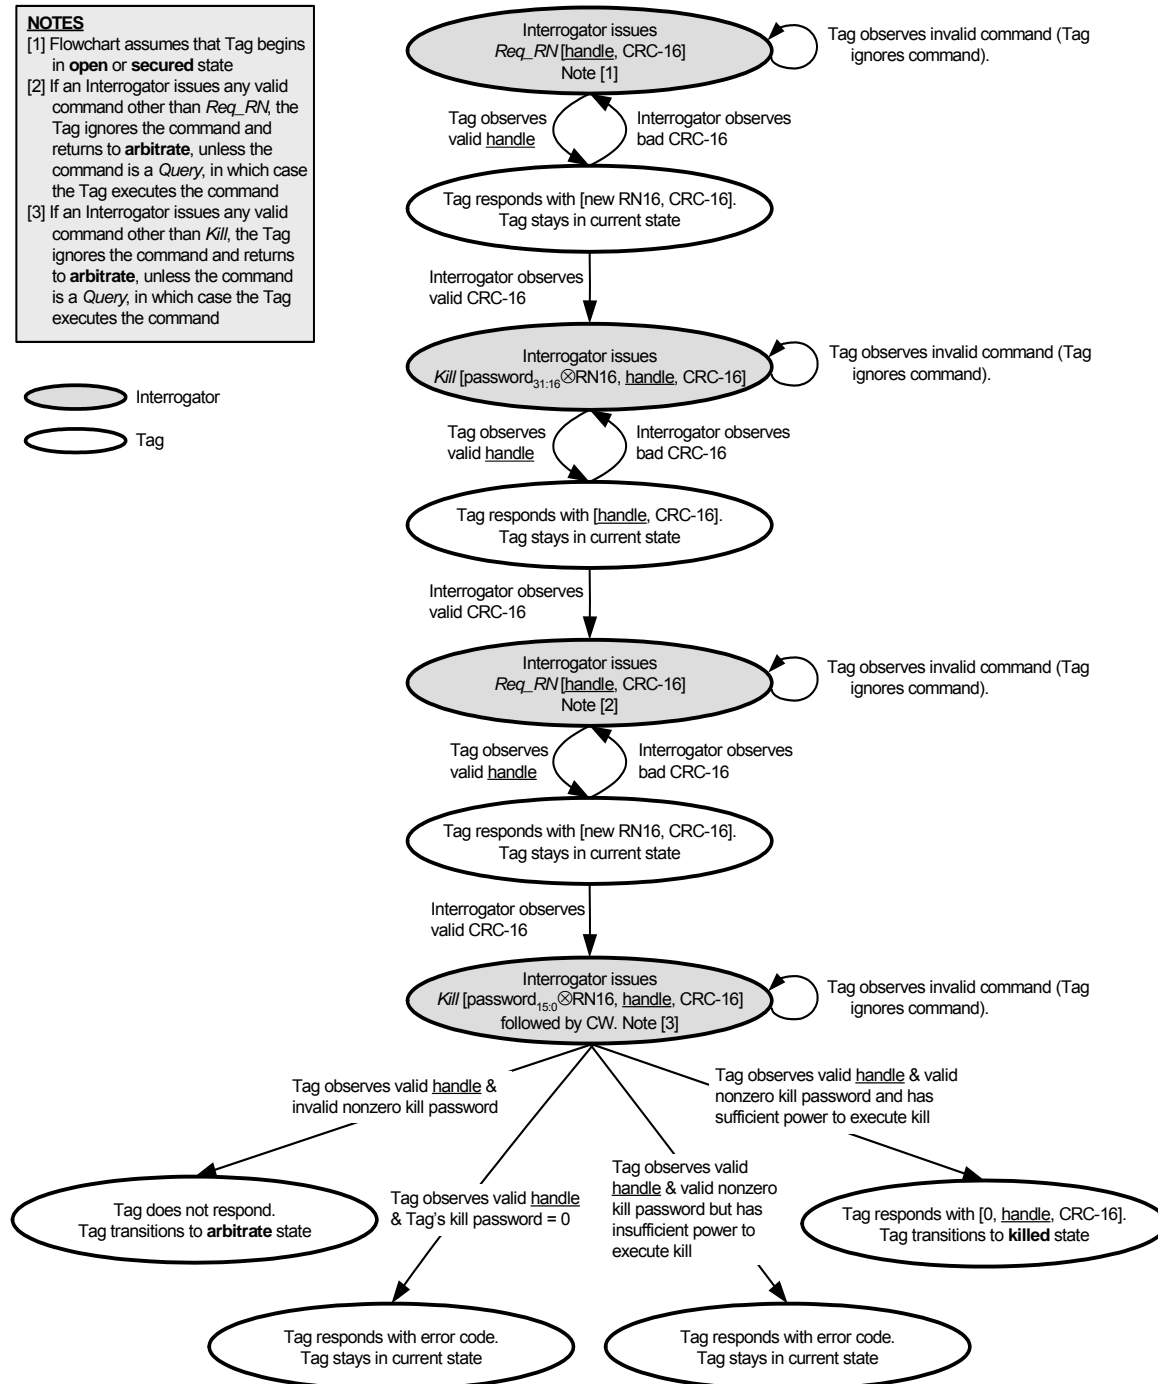 NOTES
[1] Flowchart assumes that Tag begins
in open or secured state
[2] If an Interrogator issues any valid
command other than Req_RN, the
Tag ignores the command and
returns to arbitrate, unless the
command is a Query, in which case
the Tag executes the command
[3] If an Interrogator issues any valid
command other than Kill, the Tag
ignores the command and returns
to arbitrate, unless the command
is a Query, in which case the Tag
executes the command
Interrogator
Tag
Interrogator issues
Req_RN [handle, CRC-16]
Note [1]
Tag observes invalid command (Tag
ignores command).
Tag observes
valid handle
Interrogator observes
bad CRC-16
Tag responds with [new RN16, CRC-16].
Tag stays in current state
Interrogator observes
valid CRC-16
Interrogator issues
Kill [password31:16⊗RN16, handle, CRC-16]
Tag observes invalid command (Tag
ignores command).
Tag observes
valid handle
Interrogator observes
bad CRC-16
Tag responds with [handle, CRC-16].
Tag stays in current state
Interrogator observes
valid CRC-16
Interrogator issues
Req_RN [handle, CRC-16]
Note [2]
Tag observes invalid command (Tag
ignores command).
Tag observes
valid handle
Interrogator observes
bad CRC-16
Tag responds with [new RN16, CRC-16].
Tag stays in current state
Interrogator observes
valid CRC-16
Interrogator issues
Kill [password15:0⊗RN16, handle, CRC-16]
followed by CW. Note [3]
Tag observes invalid command (Tag
ignores command).
Tag observes valid handle &
invalid nonzero kill password
Tag observes valid handle
& Tag's kill password = 0
Tag observes valid
handle & valid nonzero
kill password but has
insufficient power to
execute kill
Tag observes valid handle & valid
nonzero kill password and has
sufficient power to execute kill
Tag does not respond.
Tag transitions to arbitrate state
Tag responds with [0, handle, CRC-16].
Tag transitions to killed state
Tag responds with error code.
Tag stays in current state
Tag responds with error code.
Tag stays in current state